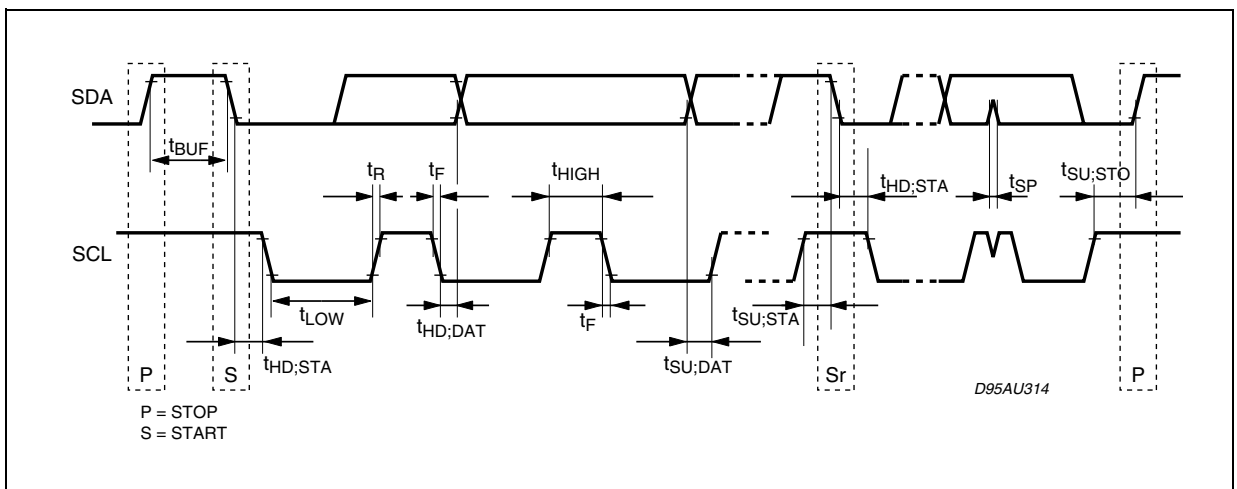 SDA
tBUF
tR
tF
tHIGH
tHD;STA
tSP
tSU;STO
SCL
tLOW
tHD;STA
tHD;DAT
tF
tSU;DAT
tSU;STA
P
S
Sr
P
D95AU314
P = STOP
S = START